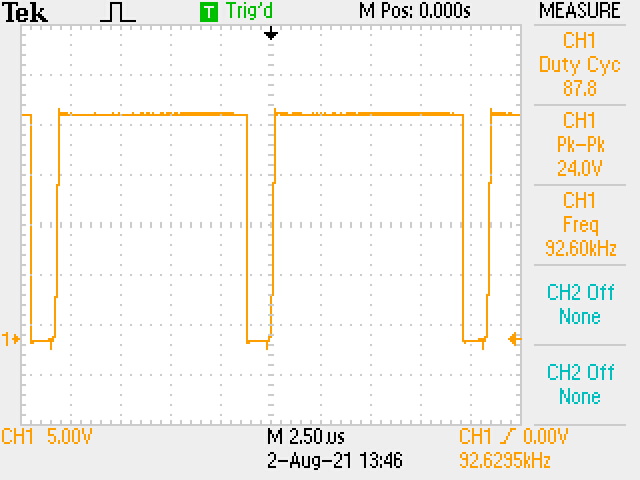 Tek T Trig'd M Pos: 0.000s MEASURE
CH1
Duty Cyc
87.8
CH1
Pk-Pk
24.0V
CH1
Freq
92.60kHz
CH2 Off
None
CH2 Off
None
1
CH1 5.00V M 2.50us CH1 0.00V
2-Aug-21 13:46 92.6295kHz